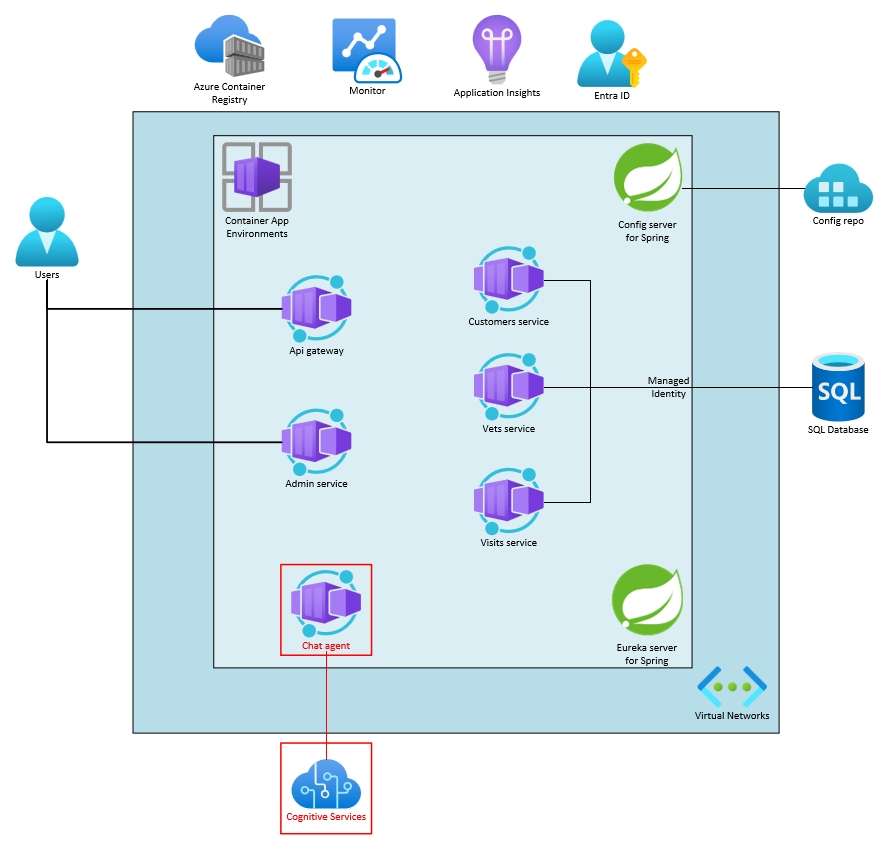 Azure Container
Registry
Monitor
Application Insights
Entra ID
Container App
Environments
Config server
for Spring
Config repo
Users
Customers service
Api gateway
Managed
Identity
Vets service
SQL
SQL Database
Admin service
Visits service
Chat agent
Eureka server
for Spring
Virtual Networks
Cognitive Services